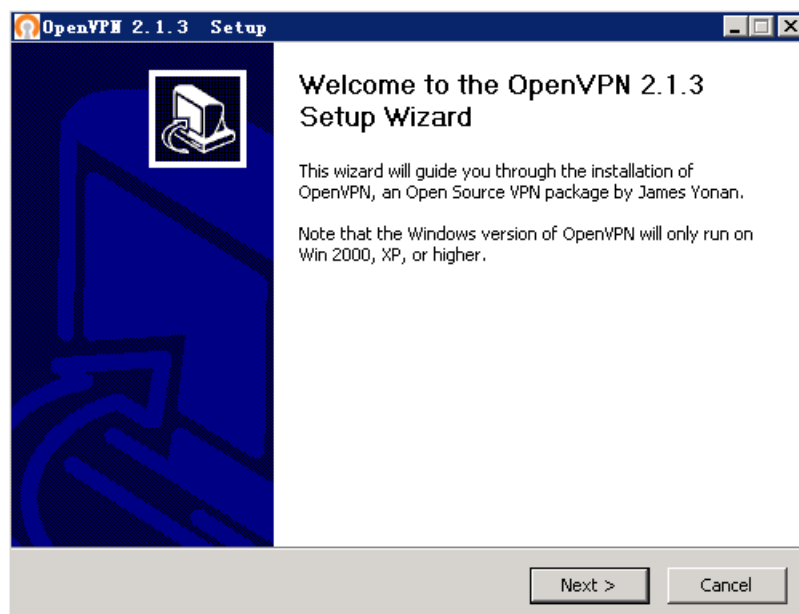 OpenVPN 2.1.3 Setup
Welcome to the OpenVPN 2.1.3
Setup Wizard
This wizard will guide you through the installation of
OpenVPN, an Open Source VPN package by James Yonan.
Note that the Windows version of OpenVPN will only run on
Win 2000, XP, or higher.
Next >
Cancel